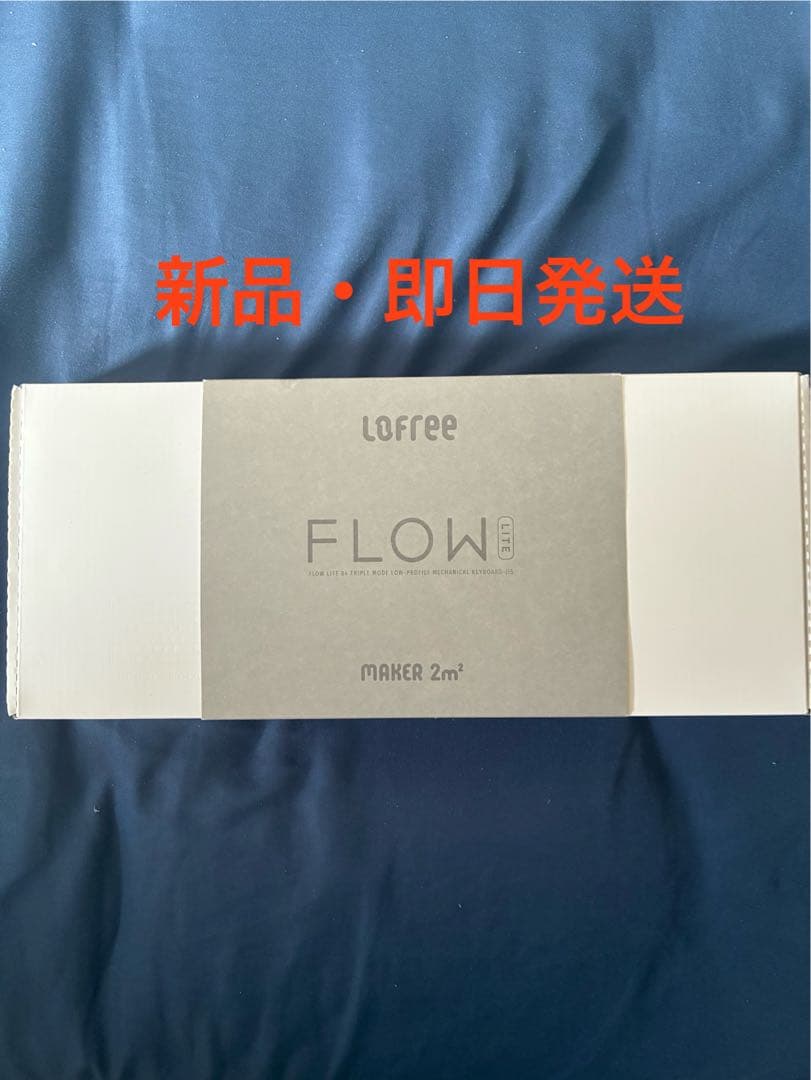 新品・即日発送
LOFree
FLOW LITE
FLOW LITE 84 TRIPLE MODE LOW-PROFILE MECHANICAL KEYBOARD-JIS
MAKER 2m²